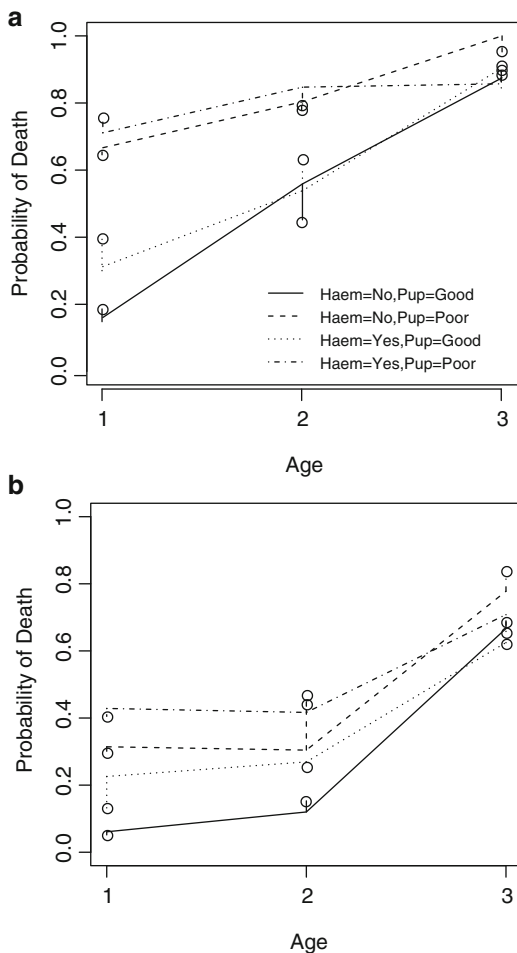 a
1.0
0.8
0.6
0.4
0.2
0.0
Probability of Death
Haem=No,Pup=Good
Haem=No,Pup=Poor
Haem=Yes,Pup=Good
Haem=Yes,Pup=Poor
1 2 3
Age
b
1.0
0.8
0.6
0.4
0.2
0.0
Probability of Death
1 2 3
Age